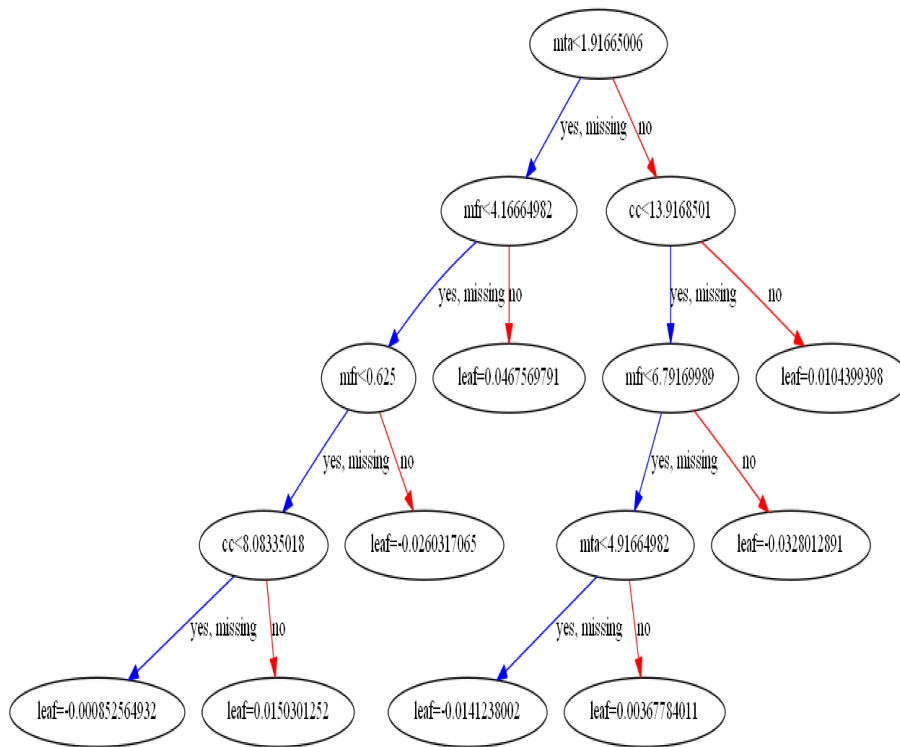 mta<1.91665006
yes, missing
no
mfr<4.16664982
cc<13.9168501
yes, missing
no
yes, missing
no
mfr<0.625
leaf=0.0467569791
mfr<6.79169989
leaf=0.0104399398
yes, missing
no
yes, missing
no
cc<8.08335018
leaf=-0.0260317065
mta<4.91664982
leaf=-0.0328012891
yes, missing
no
yes, missing
no
leaf=-0.000852564932
leaf=0.0150301252
leaf=-0.0141238002
leaf=0.00367784011